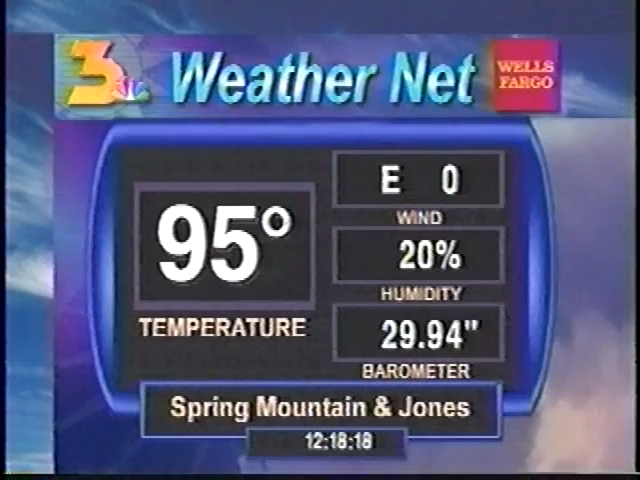 3 Weather Net WELLS FARGO
95°
TEMPERATURE
E 0
WIND
20%
HUMIDITY
29.94"
BAROMETER
Spring Mountain & Jones
12:18:18